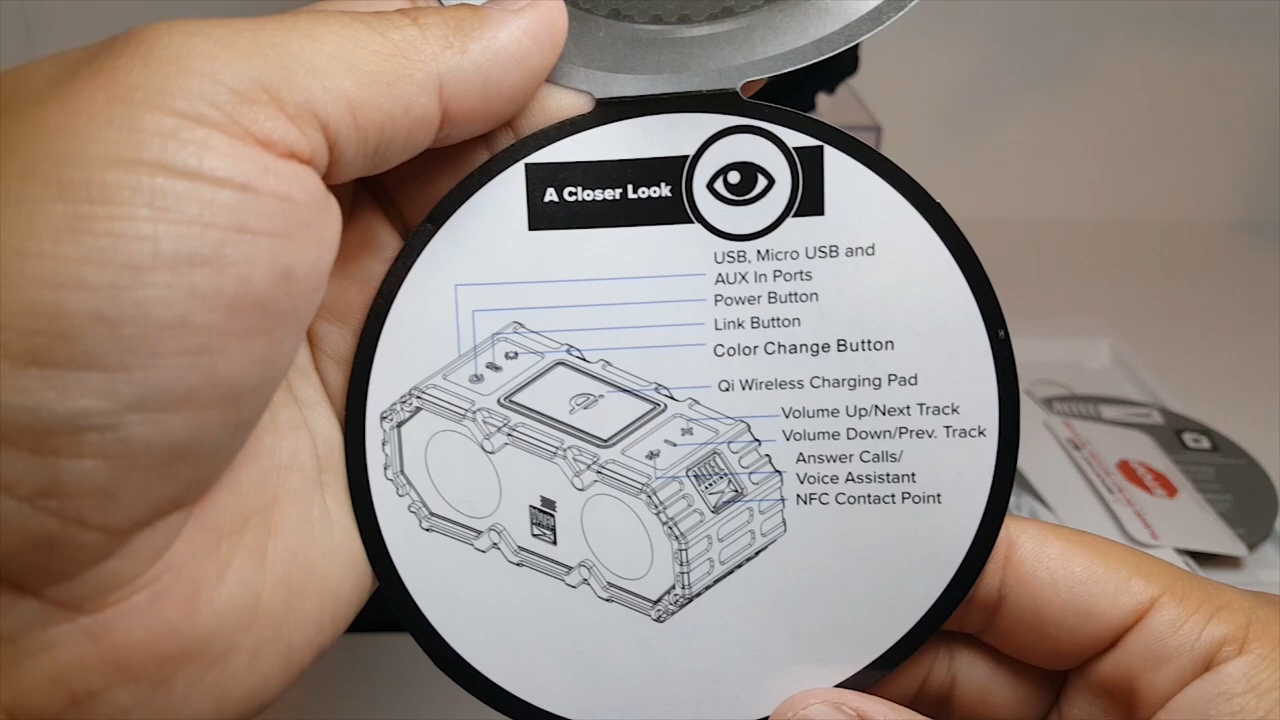 A Closer Look
USB, Micro USB and
AUX In Ports
Power Button
Link Button
Color Change Button
Qi Wireless Charging Pad
Volume Up/Next Track
Volume Down/Prev. Track
Answer Calls/
Voice Assistant
NFC Contact Point